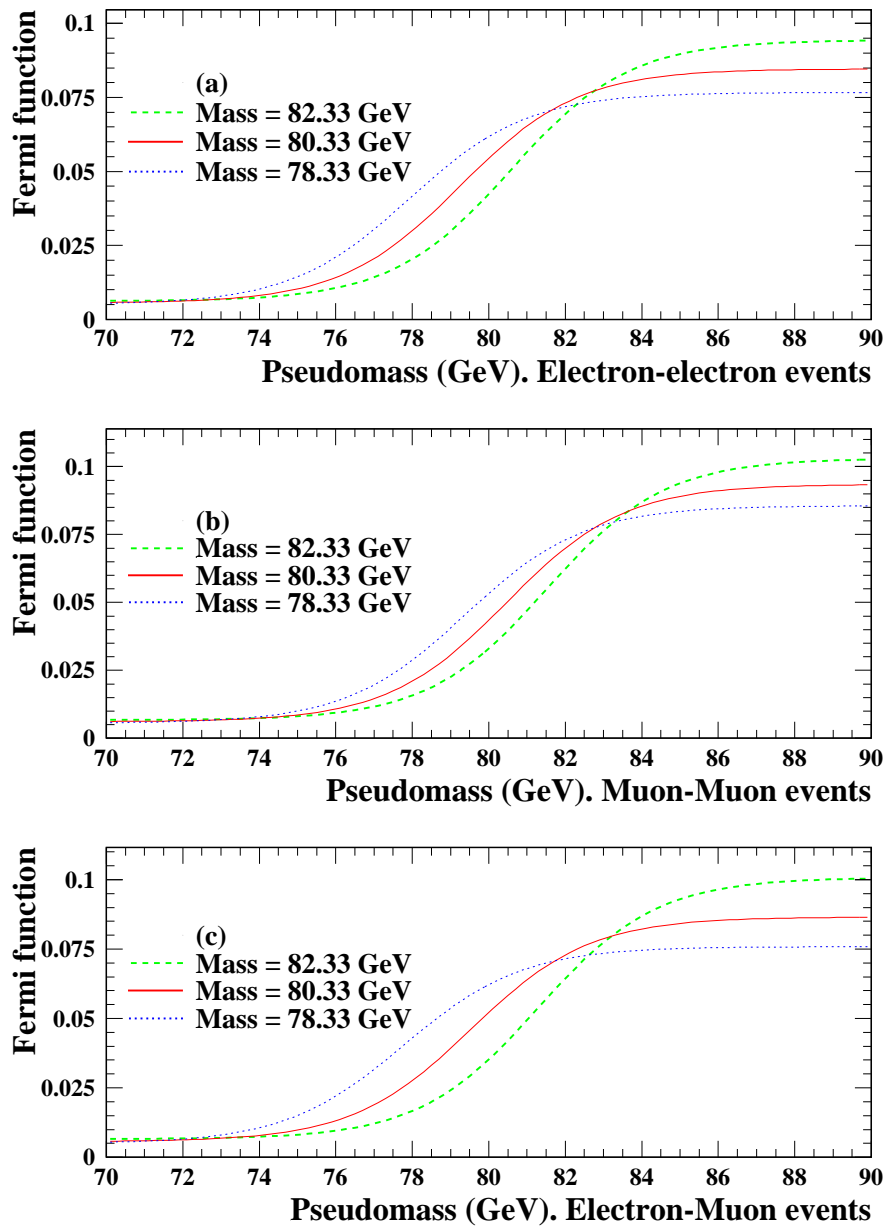 Fermi function
0.1
0.075
0.05
0.025
0
(a)
Mass = 82.33 GeV
Mass = 80.33 GeV
Mass = 78.33 GeV
70 72 74 76 78 80 82 84 86 88 90
Pseudomass (GeV). Electron-electron events
Fermi function
0.1
0.075
0.05
0.025
0
(b)
Mass = 82.33 GeV
Mass = 80.33 GeV
Mass = 78.33 GeV
70 72 74 76 78 80 82 84 86 88 90
Pseudomass (GeV). Muon-Muon events
Fermi function
0.1
0.075
0.05
0.025
0
(c)
Mass = 82.33 GeV
Mass = 80.33 GeV
Mass = 78.33 GeV
70 72 74 76 78 80 82 84 86 88 90
Pseudomass (GeV). Electron-Muon events